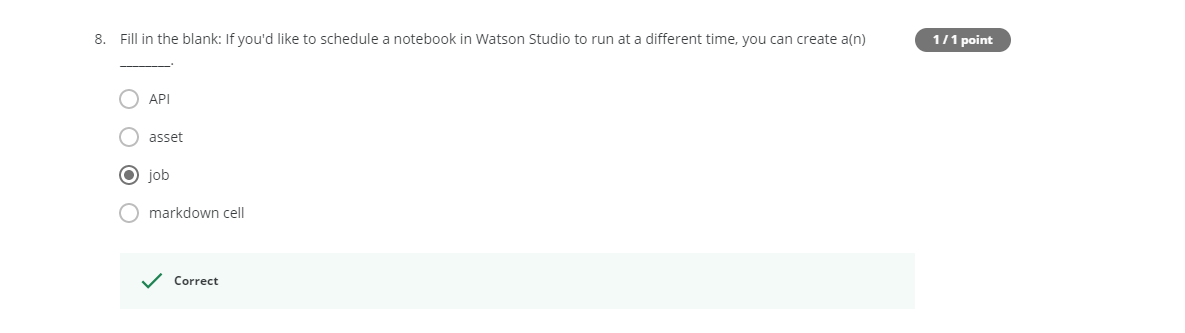 8. Fill in the blank: If you'd like to schedule a notebook in Watson Studio to run at a different time, you can create a(n)
________.
1 / 1 point
API
asset
job
markdown cell
Correct